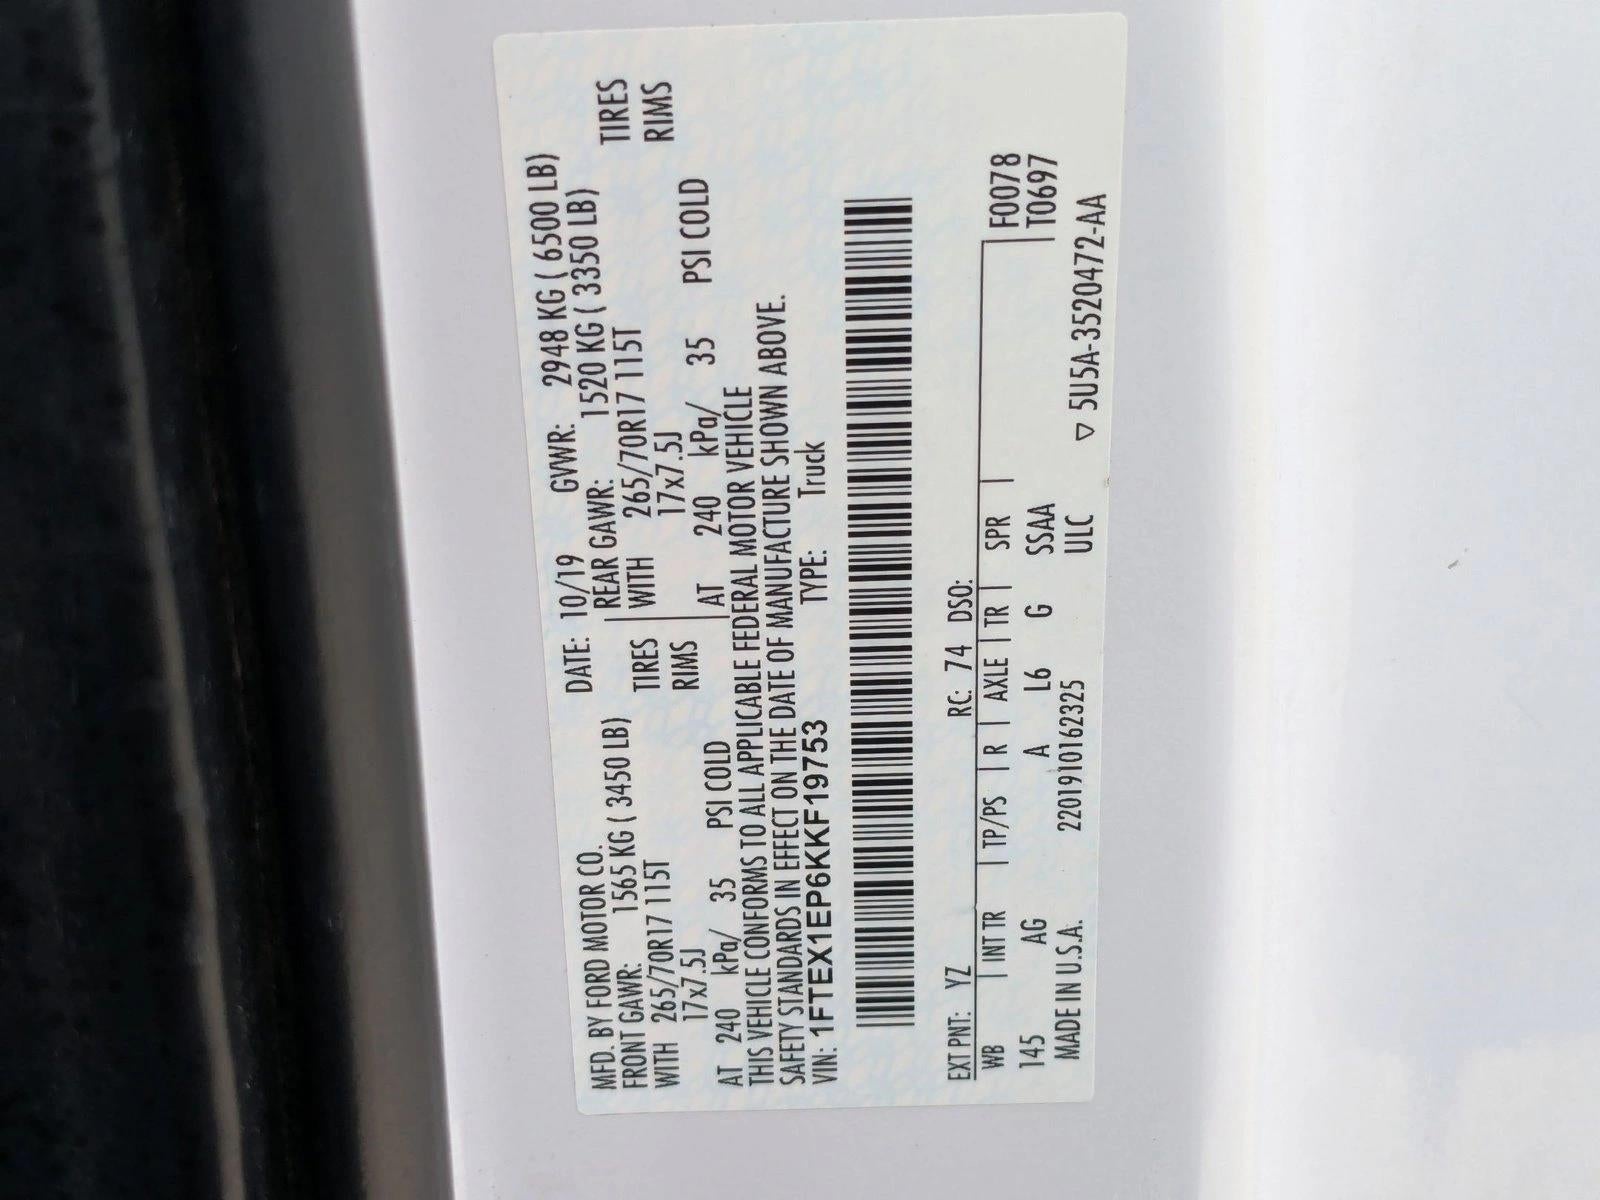 MFD. BY FORD MOTOR CO. DATE: 10/19 GVWR: 2948 KG ( 6500 LB)
FRONT GAWR: 1565 KG ( 3450 LB) REAR GAWR: 1520 KG ( 3350 LB)
WITH 265/70R17 115T TIRES WITH 265/70R17 115T TIRES
17x7.5J RIMS 17x7.5J RIMS
AT 240 kPa/ 35 PSI COLD AT 240 kPa/ 35 PSI COLD
THIS VEHICLE CONFORMS TO ALL APPLICABLE FEDERAL MOTOR VEHICLE
SAFETY STANDARDS IN EFFECT ON THE DATE OF MANUFACTURE SHOWN ABOVE.
VIN: 1FTEX1EP6KKF19753 TYPE: Truck
EXT PNT: YZ RC: 74 DSO:
WB | INT TR | TP/PS | R | AXLE | TR | SPR | F0078
145 AG A L6 G SSAA T0697
MADE IN U.S.A. 2201910162325 ULC ▽ 5U5A-3520472-AA